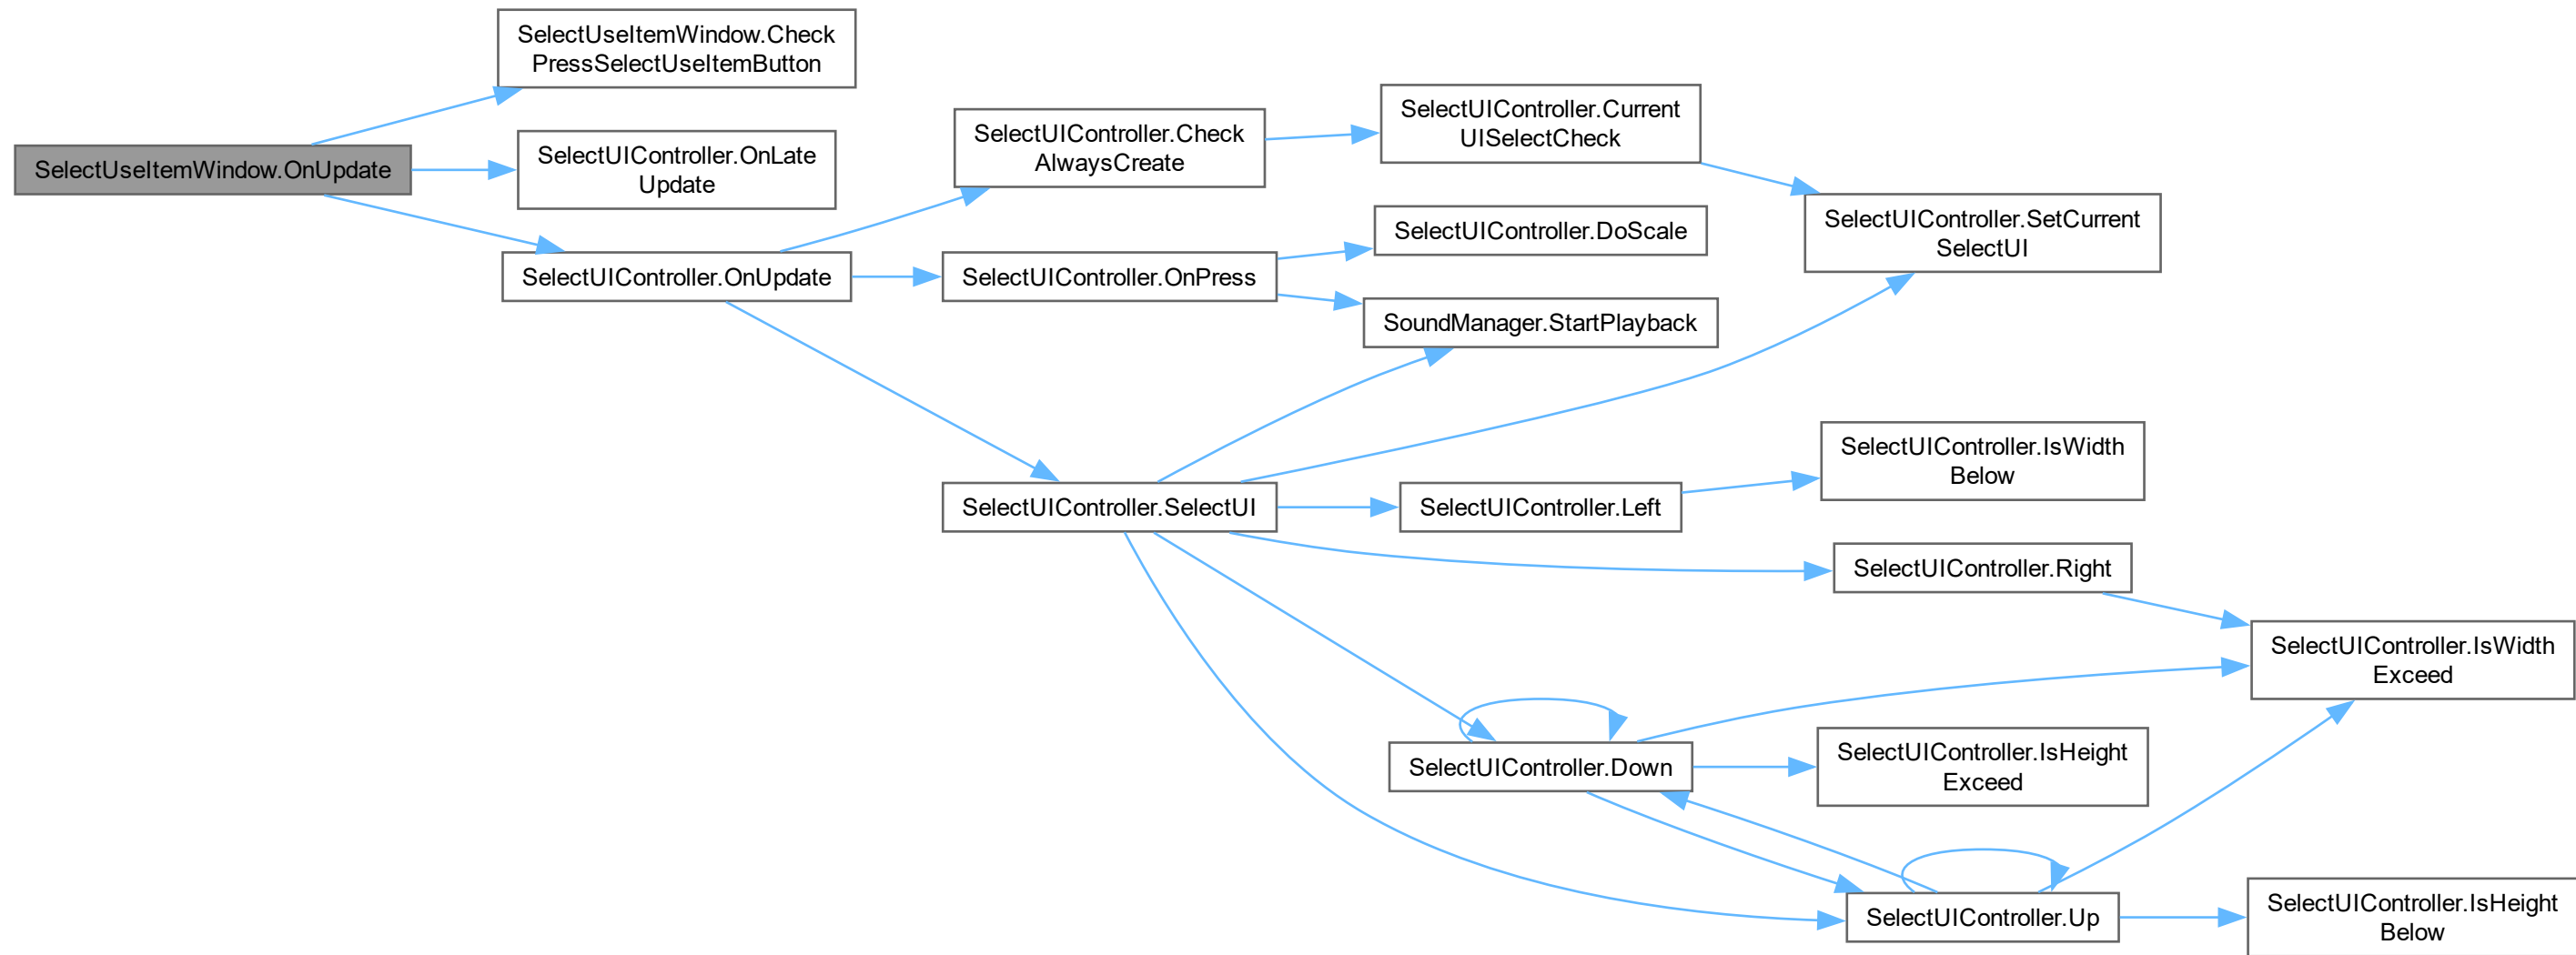 SelectUseItemWindow.OnUpdate
SelectUseItemWindow.Check
PressSelectUseItemButton
SelectUIController.OnLate
Update
SelectUIController.OnUpdate
SelectUIController.Check
AlwaysCreate
SelectUIController.OnPress
SelectUIController.SelectUI
SelectUIController.Current
UISelectCheck
SelectUIController.DoScale
SoundManager.StartPlayback
SelectUIController.Left
SelectUIController.Down
SelectUIController.SetCurrent
SelectUI
SelectUIController.IsWidth
Below
SelectUIController.Right
SelectUIController.IsHeight
Exceed
SelectUIController.Up
SelectUIController.IsWidth
Exceed
SelectUIController.IsHeight
Below